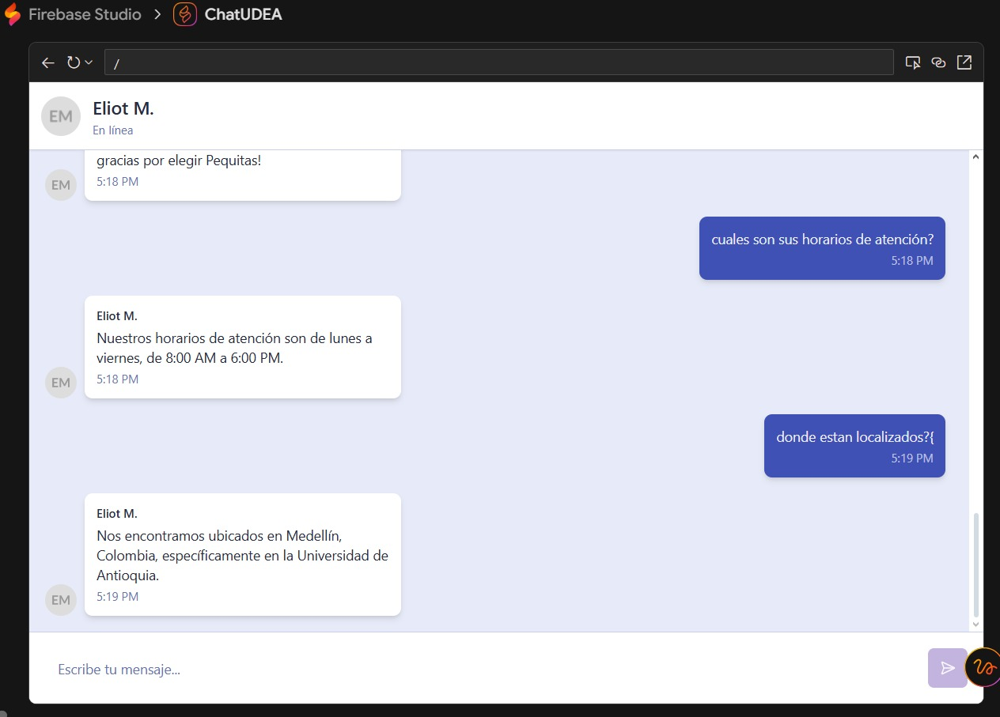 Firebase Studio > ChatUDEA
/
EM
Eliot M.
En línea
gracias por elegir Pequitas!
5:18 PM
EM
cuales son sus horarios de atención?
5:18 PM
Eliot M.
Nuestros horarios de atención son de lunes a
viernes, de 8:00 AM a 6:00 PM.
5:18 PM
EM
donde estan localizados?{
5:19 PM
Eliot M.
Nos encontramos ubicados en Medellín,
Colombia, específicamente en la Universidad de
Antioquia.
5:19 PM
EM
Escribe tu mensaje...